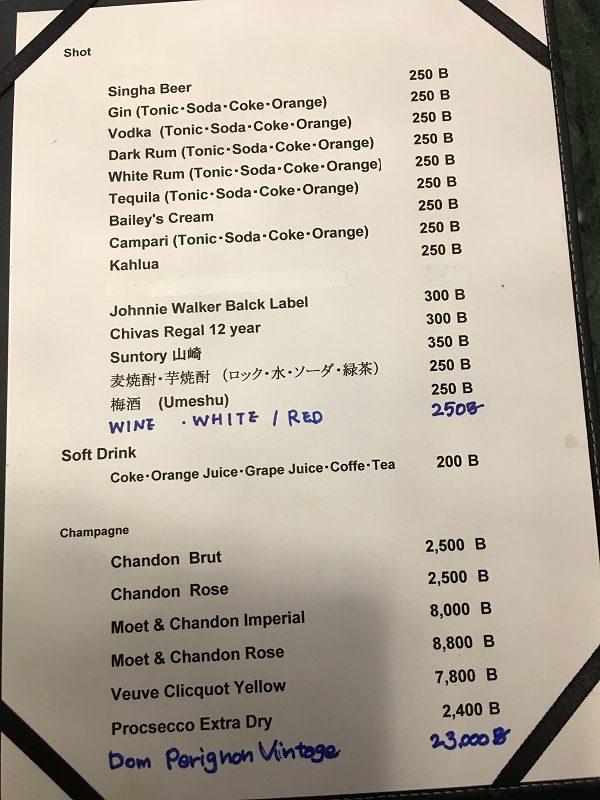 Shot
Singha Beer 250 B
Gin (Tonic・Soda・Coke・Orange) 250 B
Vodka (Tonic・Soda・Coke・Orange) 250 B
Dark Rum (Tonic・Soda・Coke・Orange) 250 B
White Rum (Tonic・Soda・Coke・Orange) 250 B
Tequila (Tonic・Soda・Coke・Orange) 250 B
Bailey's Cream 250 B
Campari (Tonic・Soda・Coke・Orange) 250 B
Kahlua 250 B
Johnnie Walker Balck Label 300 B
Chivas Regal 12 year 300 B
Suntory 山崎 350 B
麦焼酎・芋焼酎 (ロック・水・ソーダ・緑茶) 250 B
梅酒 (Umeshu) 250 B
WINE ・WHITE / RED 250B
Soft Drink
Coke・Orange Juice・Grape Juice・Coffe・Tea 200 B
Champagne
Chandon Brut 2,500 B
Chandon Rose 2,500 B
Moet & Chandon Imperial 8,000 B
Moet & Chandon Rose 8,800 B
Veuve Clicquot Yellow 7,800 B
Procsecco Extra Dry 2,400 B
Dom Perignon Vintage 23,000B